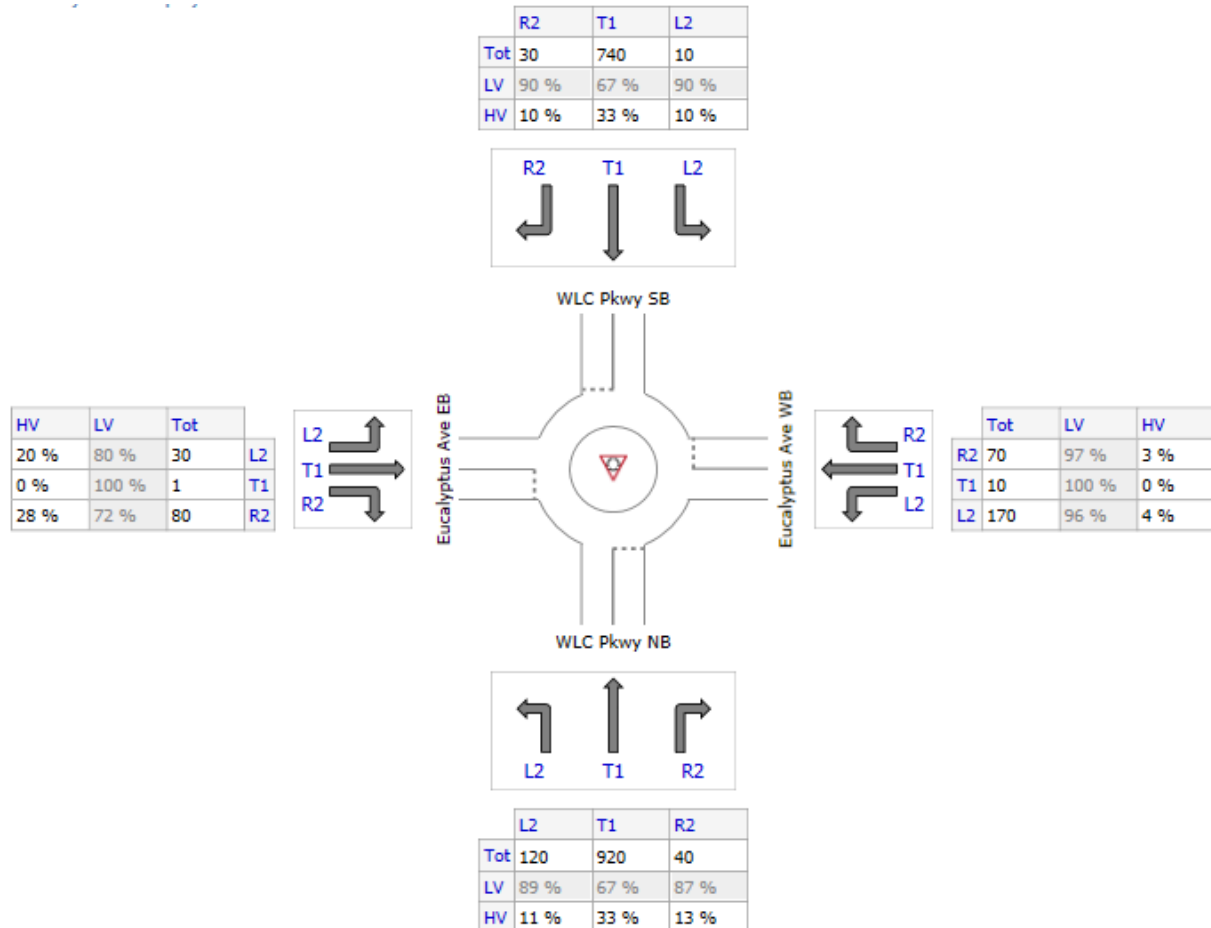 R2 T1 L2
Tot 30 740 10
LV 90 % 67 % 90 %
HV 10 % 33 % 10 %
R2 T1 L2
WLC Pkwy SB
HV LV Tot
20 % 80 % 30 L2
0 % 100 % 1 T1
28 % 72 % 80 R2
L2
T1
R2
Eucalyptus Ave EB
Eucalyptus Ave WB
R2
T1
L2
Tot LV HV
R2 70 97 % 3 %
T1 10 100 % 0 %
L2 170 96 % 4 %
WLC Pkwy NB
L2 T1 R2
L2 T1 R2
Tot 120 920 40
LV 89 % 67 % 87 %
HV 11 % 33 % 13 %